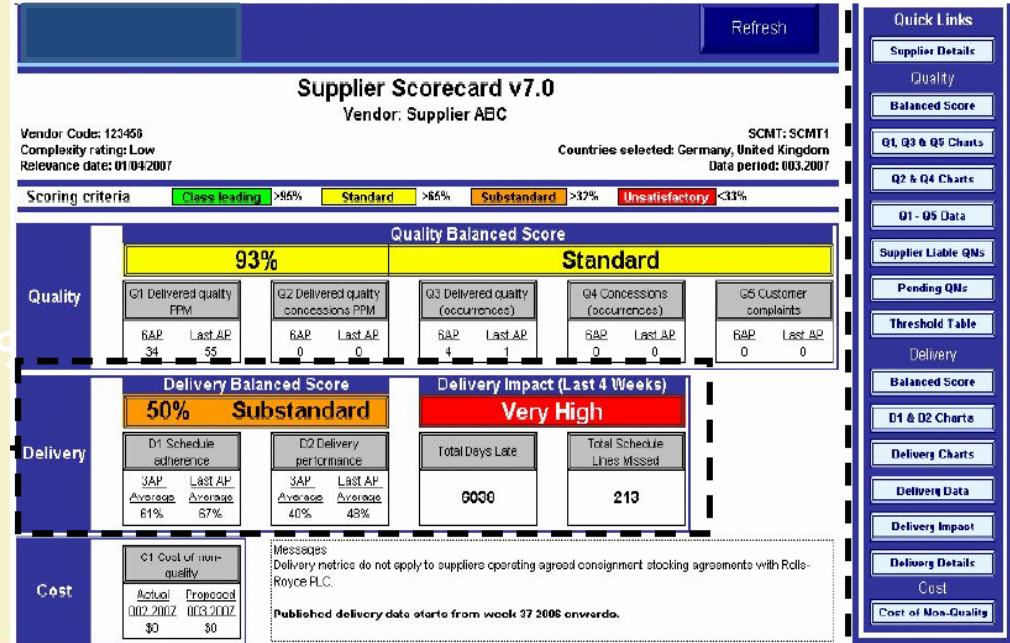 Refresh
Supplier Scorecard v7.0
Vendor: Supplier ABC
Vendor Code: 123456
Complexity rating: Low
Relevance date: 01/04/2007
SCMT: SCMT1
Countries selected: Germany, United Kingdom
Data period: 003.2007
Scoring criteria Class leading >95% Standard >65% Substandard >32% Unsatisfactory <33%
Quality
Quality Balanced Score
93% Standard
Q1 Delivered quality PPM
6AP Last AP
34 55
Q2 Delivered quality concessions PPM
6AP Last AP
0 0
Q3 Delivered quality (occurrences)
6AP Last AP
4 1
Q4 Concessions (occurrences)
6AP Last AP
0 0
Q5 Customer complaints
6AP Last AP
0 0
Delivery
Delivery Balanced Score
50% Substandard
D1 Schedule adherence
3AP Average Last AP Average
61% 67%
D2 Delivery performance
3AP Average Last AP Average
40% 48%
Delivery Impact (Last 4 Weeks)
Very High
Total Days Late
6038
Total Schedule Lines Missed
213
Cost
C1 Cost of non-quality
Actual Proposed
002.2007 003.2007
$0 $0
Messages
Delivery metrics do not apply to suppliers operating agreed consignment stocking agreements with Rolls-
Royce PLC.
Published delivery data starts from week 37 2006 onwards.
Quick Links
Supplier Details
Quality
Balanced Score
Q1, Q3 & Q5 Charts
Q2 & Q4 Charts
Q1 - Q5 Data
Supplier Liable QNs
Pending QNs
Threshold Table
Delivery
Balanced Score
D1 & D2 Charts
Delivery Charts
Delivery Data
Delivery Impact
Delivery Details
Cost
Cost of Non-Quality